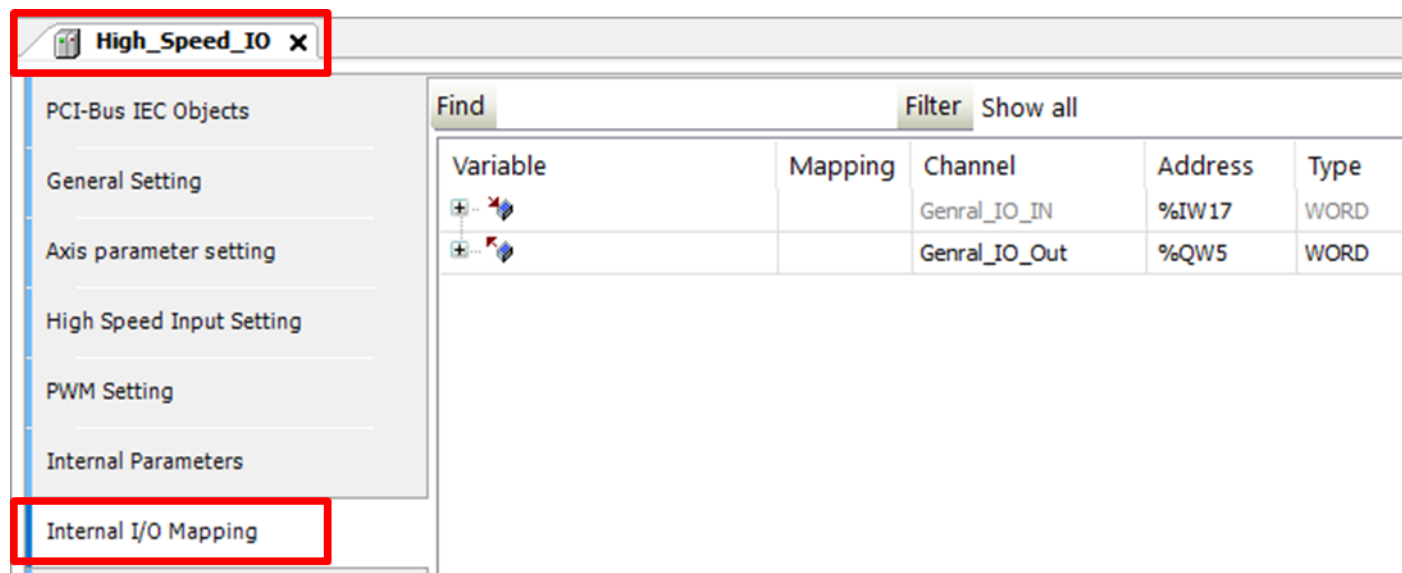 High_Speed_IO
PCI-Bus IEC Objects
General Setting
Axis parameter setting
High Speed Input Setting
PWM Setting
Internal Parameters
Internal I/O Mapping
Find Filter Show all
Variable Mapping Channel Address Type
Genral_IO_IN %IW17 WORD
Genral_IO_Out %QW5 WORD